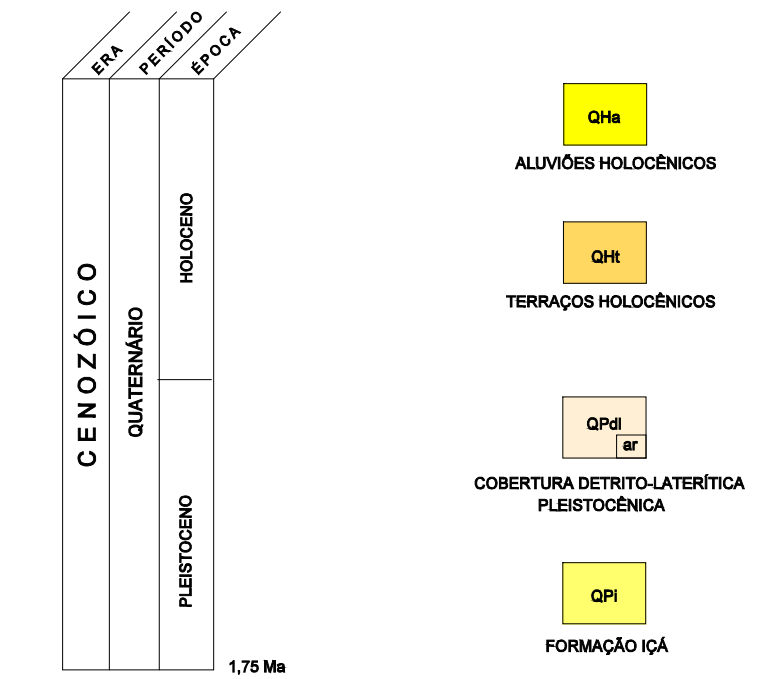 ERA
PERÍODO
ÉPOCA
CENOZÓICO
QUATERNÁRIO
HOLOCENO
PLEISTOCENO
1,75 Ma
QHa
ALUVIÕES HOLOCÊNICOS
QHt
TERRAÇOS HOLOCÊNICOS
QPdl
ar
COBERTURA DETRITO-LATERÍTICA
PLEISTOCÊNICA
QPi
FORMAÇÃO IÇÁ